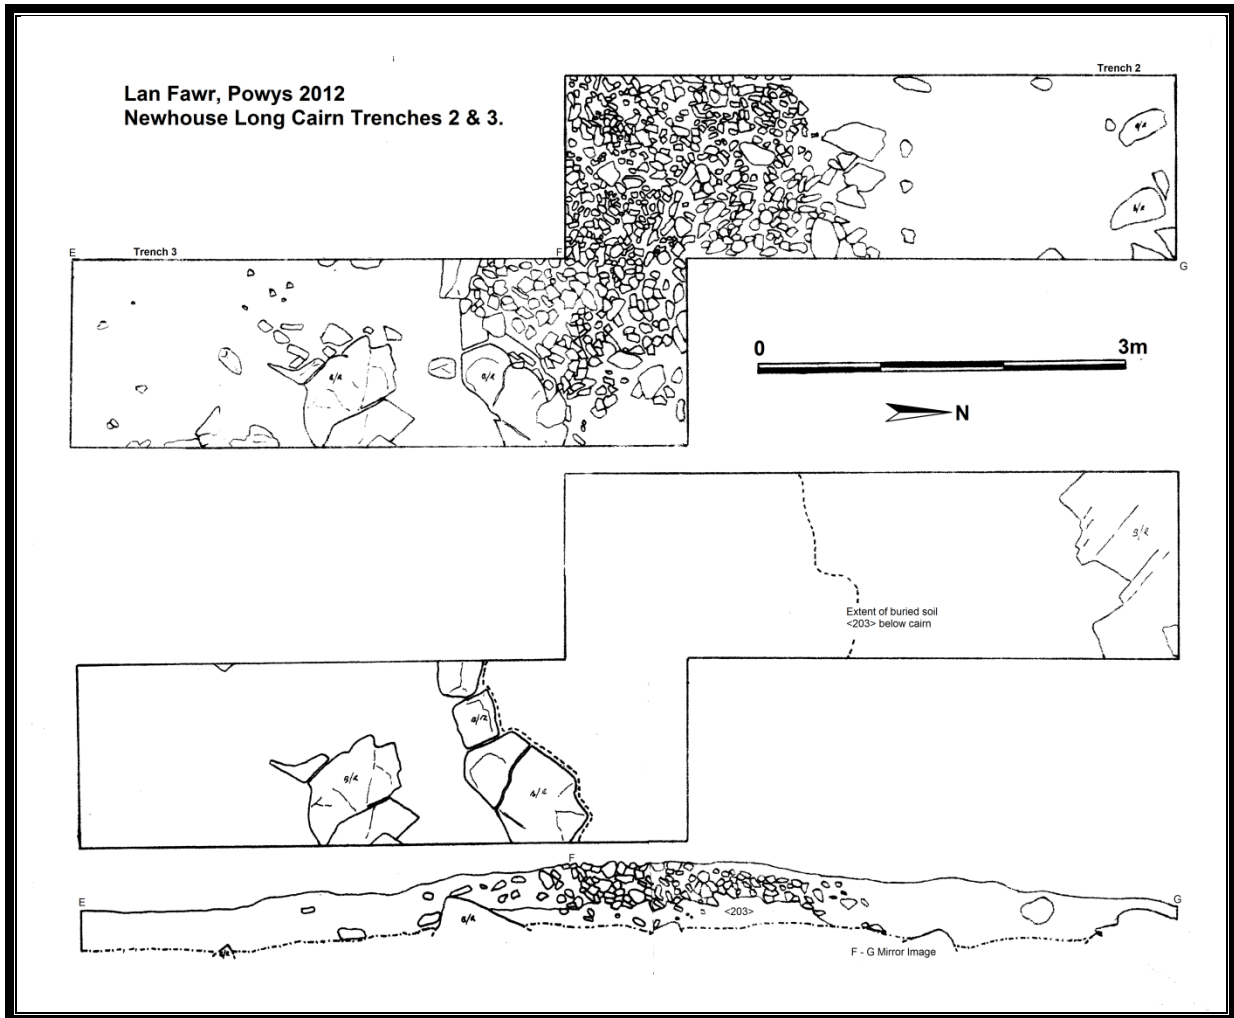 Lan Fawr, Powys 2012
Newhouse Long Cairn Trenches 2 & 3.
Trench 2
E
Trench 3
F
G
0
3m
N
Extent of buried soil
<203> below cairn
F
E
<203>
G
F - G Mirror Image